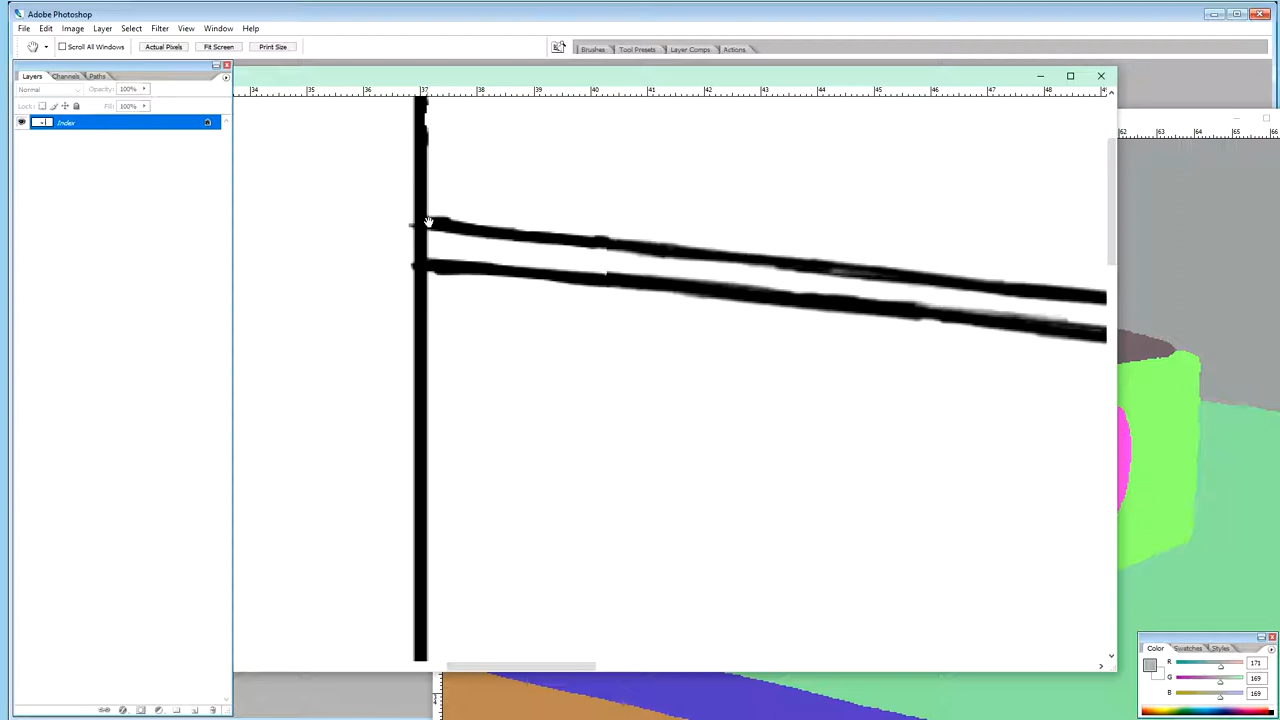 Adobe Photoshop
File Edit Image Layer Select Filter View Window Help
Scroll All Windows Actual Pixels Fit Screen Print Size Brushes Tool Presets Layer Comps Actions
Layers Channels Paths
Normal Opacity: 100%
Lock: Fill: 100%
Index
34 35 36 37 38 39 40 41 42 43 44 45 46 47 48
62 63 64 65 66
Color Swatches Styles
R 171
G 169
B 169